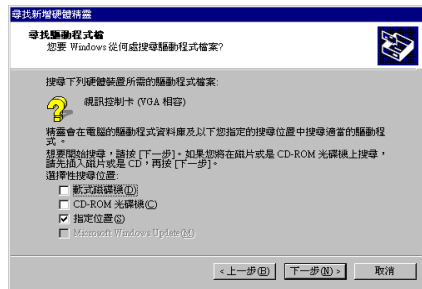 尋找新增硬體精靈
尋找驅動程式檔
您要 Windows 從何處搜尋驅動程式檔案?
搜尋下列硬體裝置所需的驅動程式檔案:
視訊控制卡 (VGA 相容)
精靈會在電腦的驅動程式資料庫及以下您指定的搜尋位置中搜尋適當的驅動程
式。
想要開始搜尋,請按 [下一步]。如果您將在磁片或是 CD-ROM 光碟機上搜尋,
請先插入磁片或是 CD,再按 [下一步]。
選擇性搜尋位置:
軟式磁碟機(D)
CD-ROM 光碟機(C)
指定位置(S)
Microsoft Windows Update(M)
<上一步(B)
下一步(N)>
取消